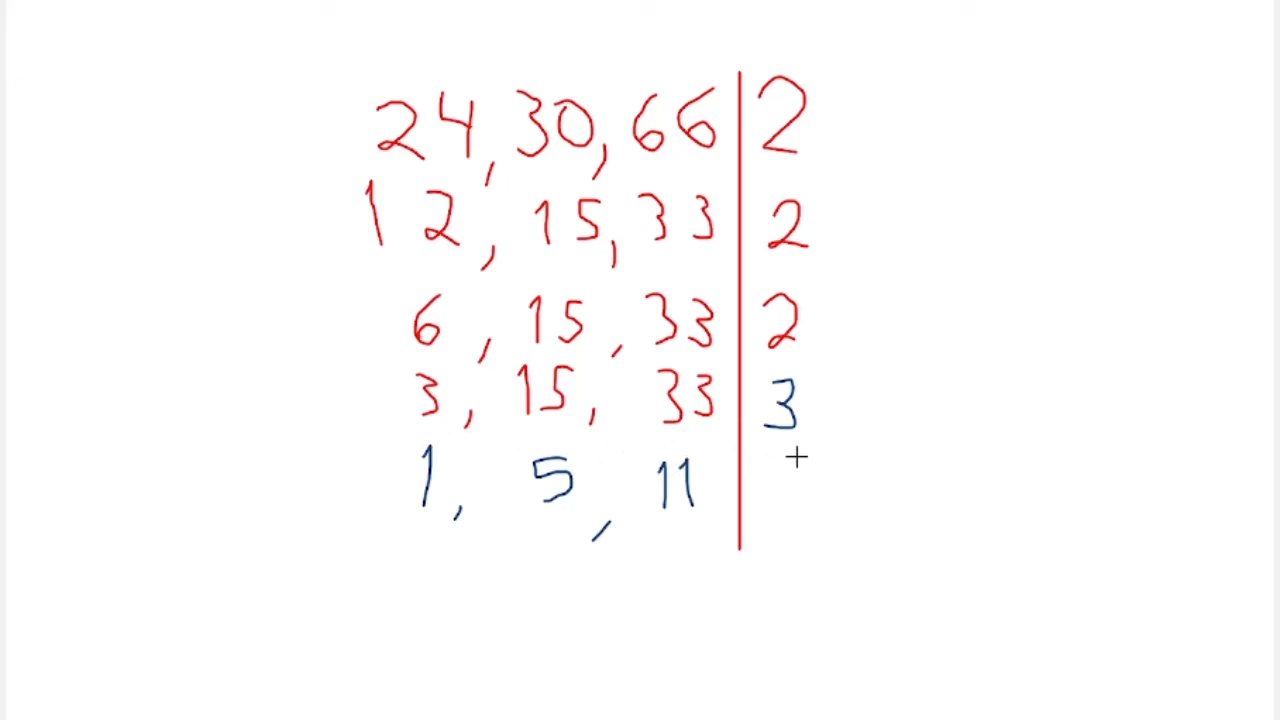 24, 30, 66 | 2
12, 15, 33 | 2
6, 15, 33 | 2
3, 15, 33 | 3
1, 5, 11 |